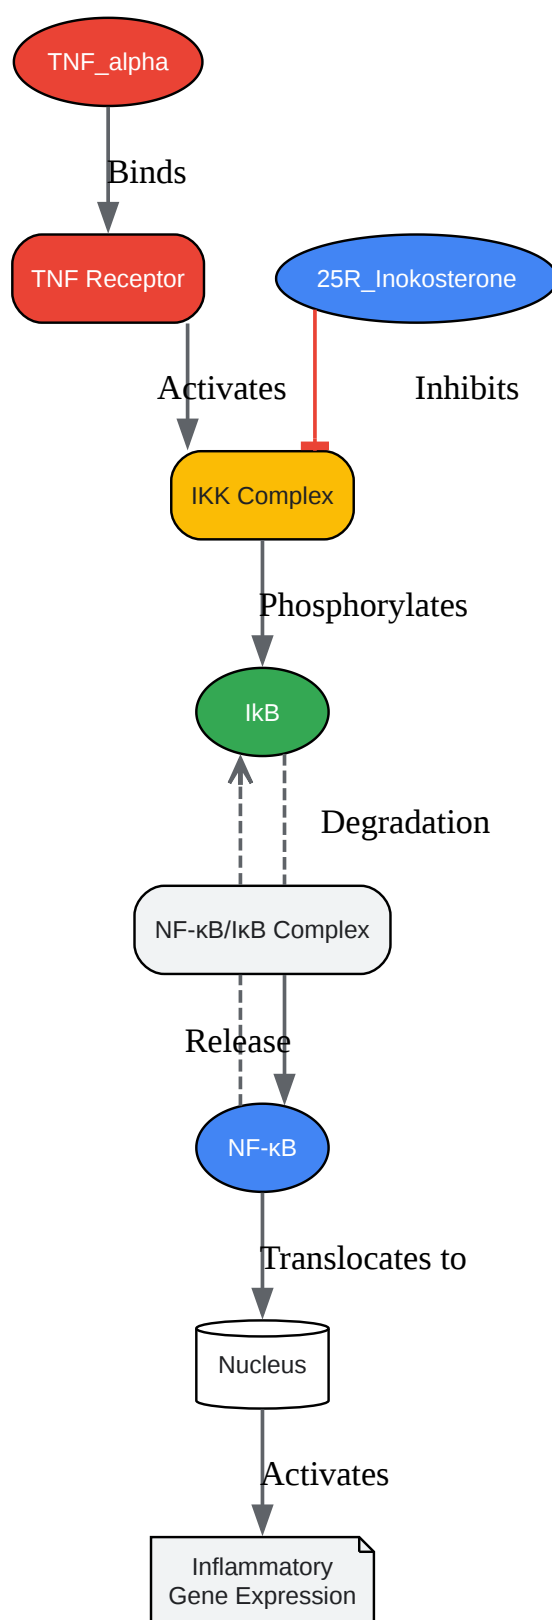 TNF_alpha
Binds
TNF Receptor
25R_Inokosterone
Activates
Inhibits
IKK Complex
Phosphorylates
IkB
Degradation
NF-κB/IκB Complex
Release
NF-κB
Translocates to
Nucleus
Activates
Inflammatory
Gene Expression